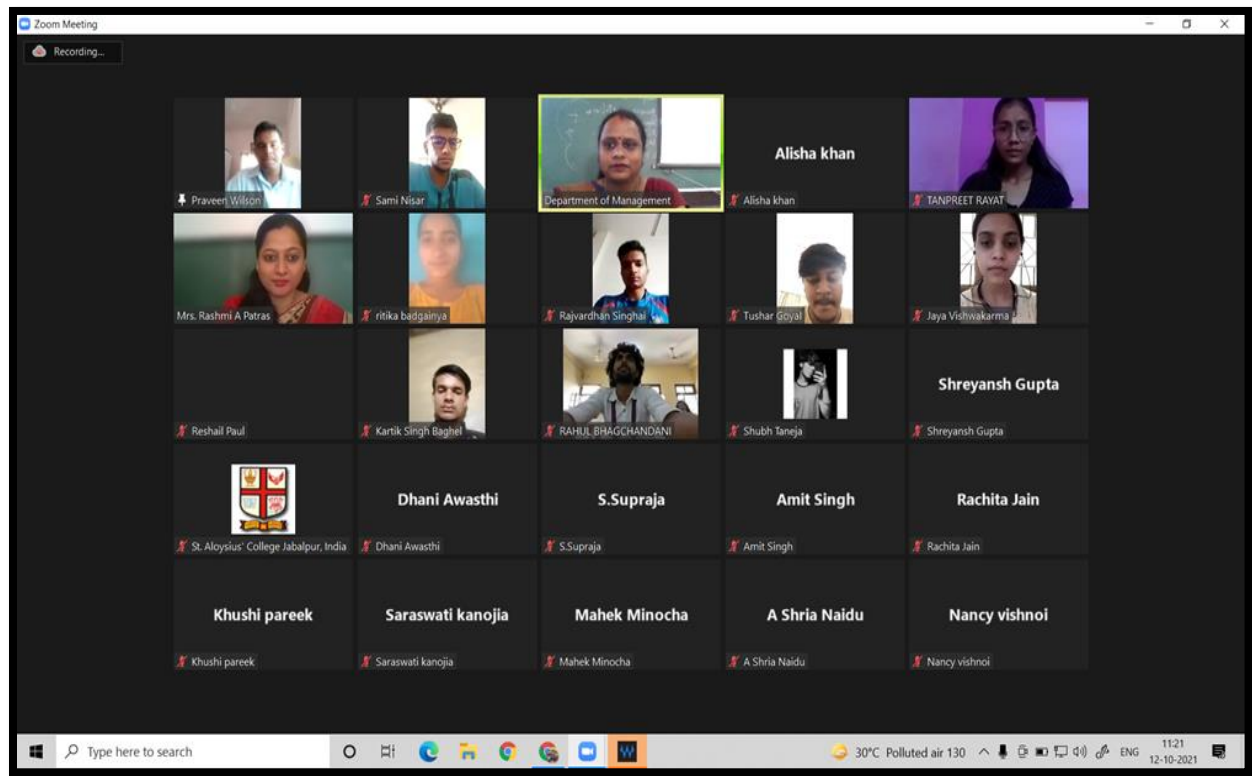 Zoom Meeting
Recording...
Alisha khan
Praveen Wilson
Sami Nisar
Department of Management
Alisha khan
TANPREET RAYAT
Mrs. Rashmi A Patras
ritika badgainya
Rajvardhan Singhai
Tushar Goyal
Jaya Vishwakarma
Shreyansh Gupta
Reshail Paul
Kartik Singh Baghel
RAHUL BHAGCHANDANI
Shubh Taneja
Shreyansh Gupta
Dhani Awasthi
S.Supraja
Amit Singh
Rachita Jain
St. Aloysius' College Jabalpur, India
Dhani Awasthi
S.Supraja
Amit Singh
Rachita Jain
Khushi pareek
Saraswati kanojia
Mahek Minocha
A Shria Naidu
Nancy vishnoi
Khushi pareek
Saraswati kanojia
Mahek Minocha
A Shria Naidu
Nancy vishnoi
Type here to search
30°C Polluted air 130
ENG
11:21
12-10-2021